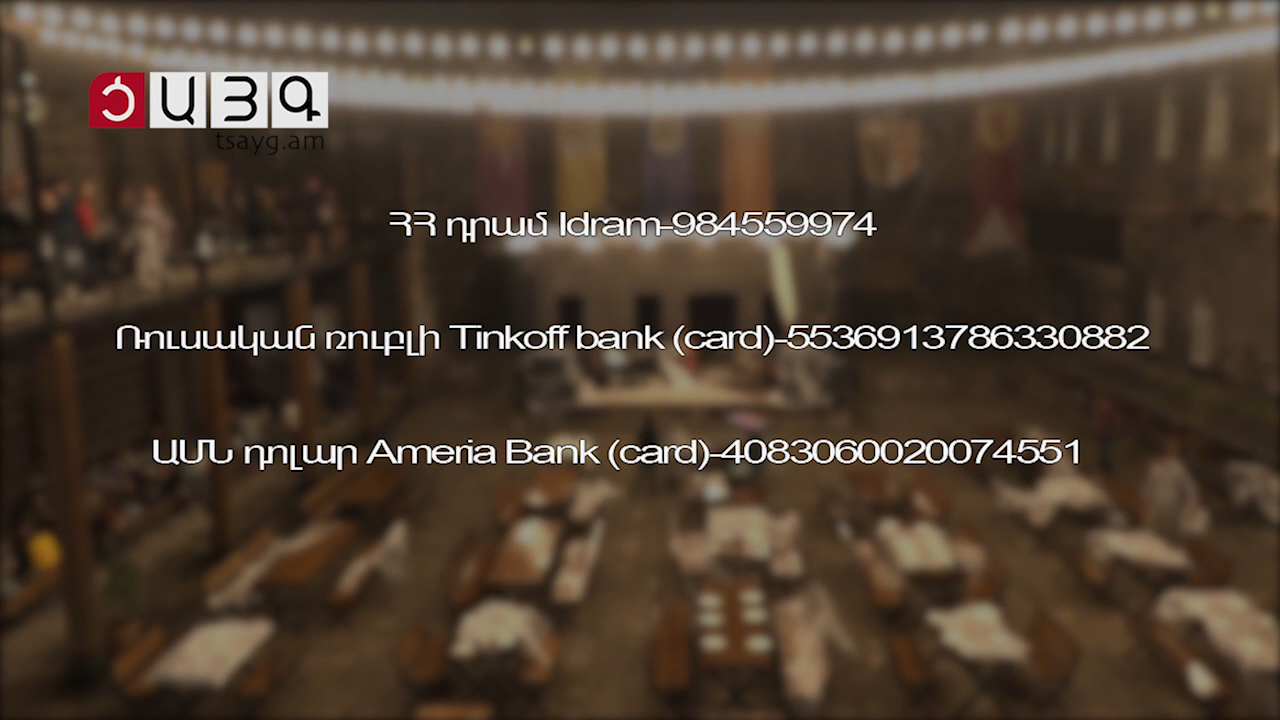 ԾԱՅԳ
tsayg.am
ՀՀ դրամ Idram-984559974
Ռուսական ռուբլի Tinkoff bank (card)-5536913786330882
ԱՄՆ դոլար Ameria Bank (card)-4083060020074551